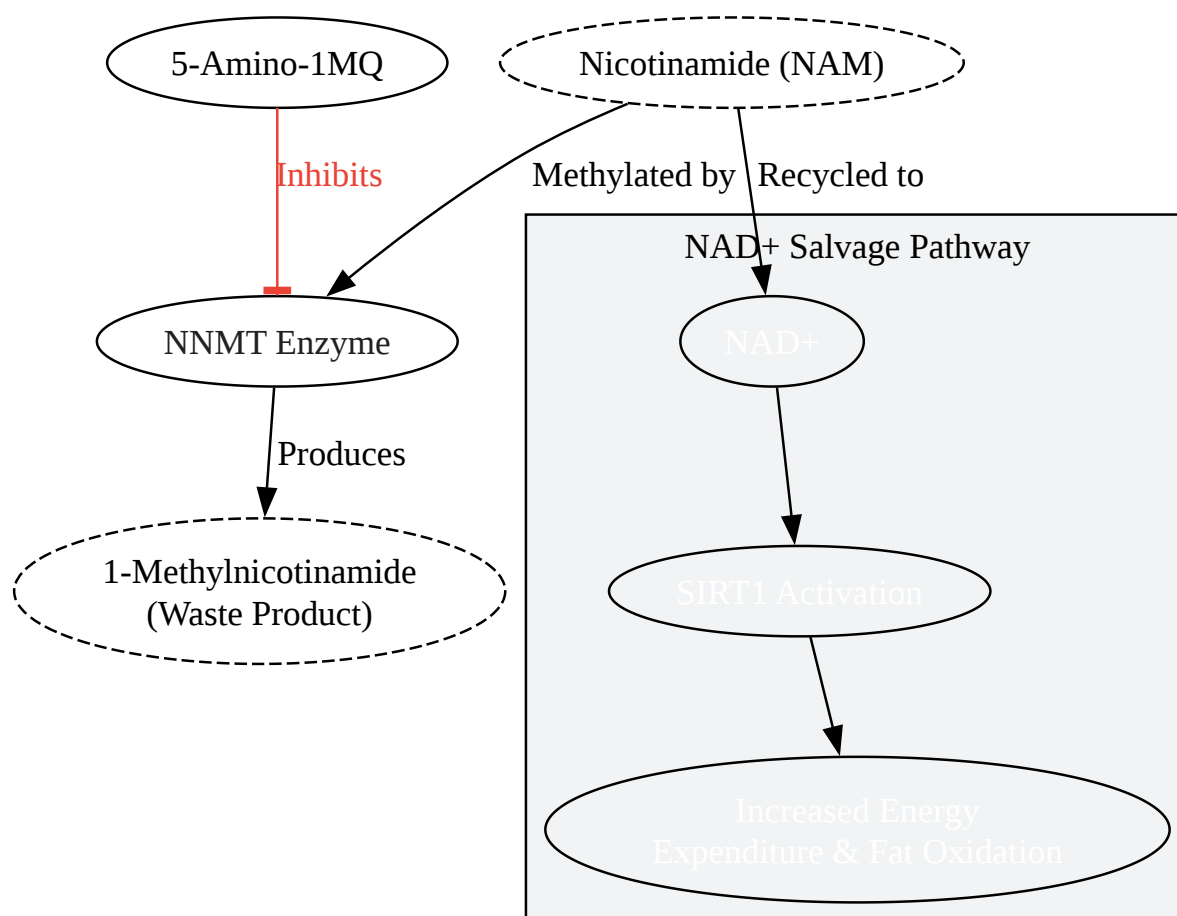 5-Amino-1MQ
Nicotinamide (NAM)
Inhibits
Methylated by
Recycled to
NAD+ Salvage Pathway
NNMT Enzyme
NAD+
Produces
1-Methylnicotinamide
(Waste Product)
SIRT1 Activation
Increased Energy
Expenditure & Fat Oxidation